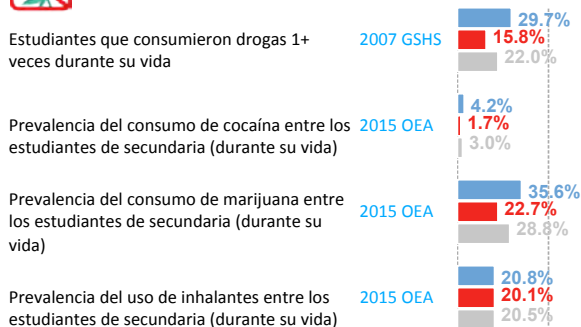 Estudiantes que consumieron drogas 1+ 2007 GSHS 29.7%
veces durante su vida 15.8%
22.0%
Prevalencia del consumo de cocaína entre los 2015 OEA 4.2%
estudiantes de secundaria (durante su vida) 1.7%
3.0%
Prevalencia del consumo de marijuana entre 2015 OEA 35.6%
los estudiantes de secundaria (durante su 22.7%
vida) 28.8%
Prevalencia del uso de inhalantes entre los 2015 OEA 20.8%
estudiantes de secundaria (durante su vida) 20.1%
20.5%